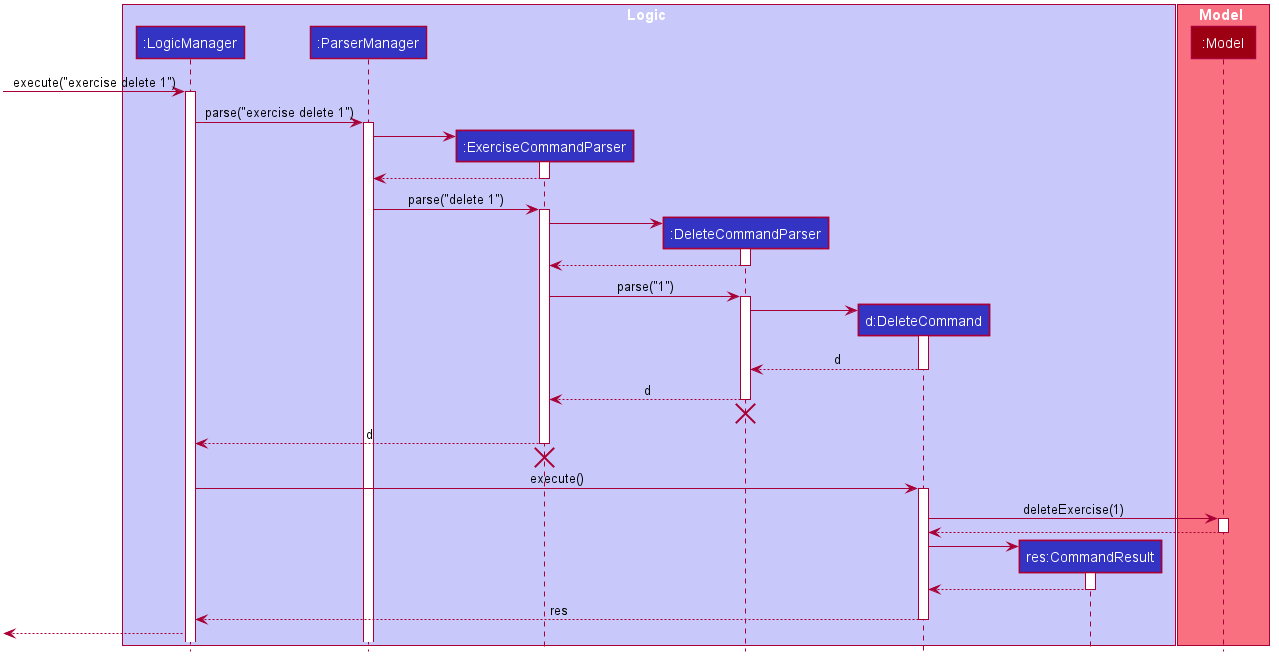 Logic
Model
:LogicManager
:ParserManager
:Model
execute("exercise delete 1")
parse("exercise delete 1")
:ExerciseCommandParser
parse("delete 1")
:DeleteCommandParser
parse("1")
d:DeleteCommand
d
d
d
execute()
deleteExercise(1)
res:CommandResult
res